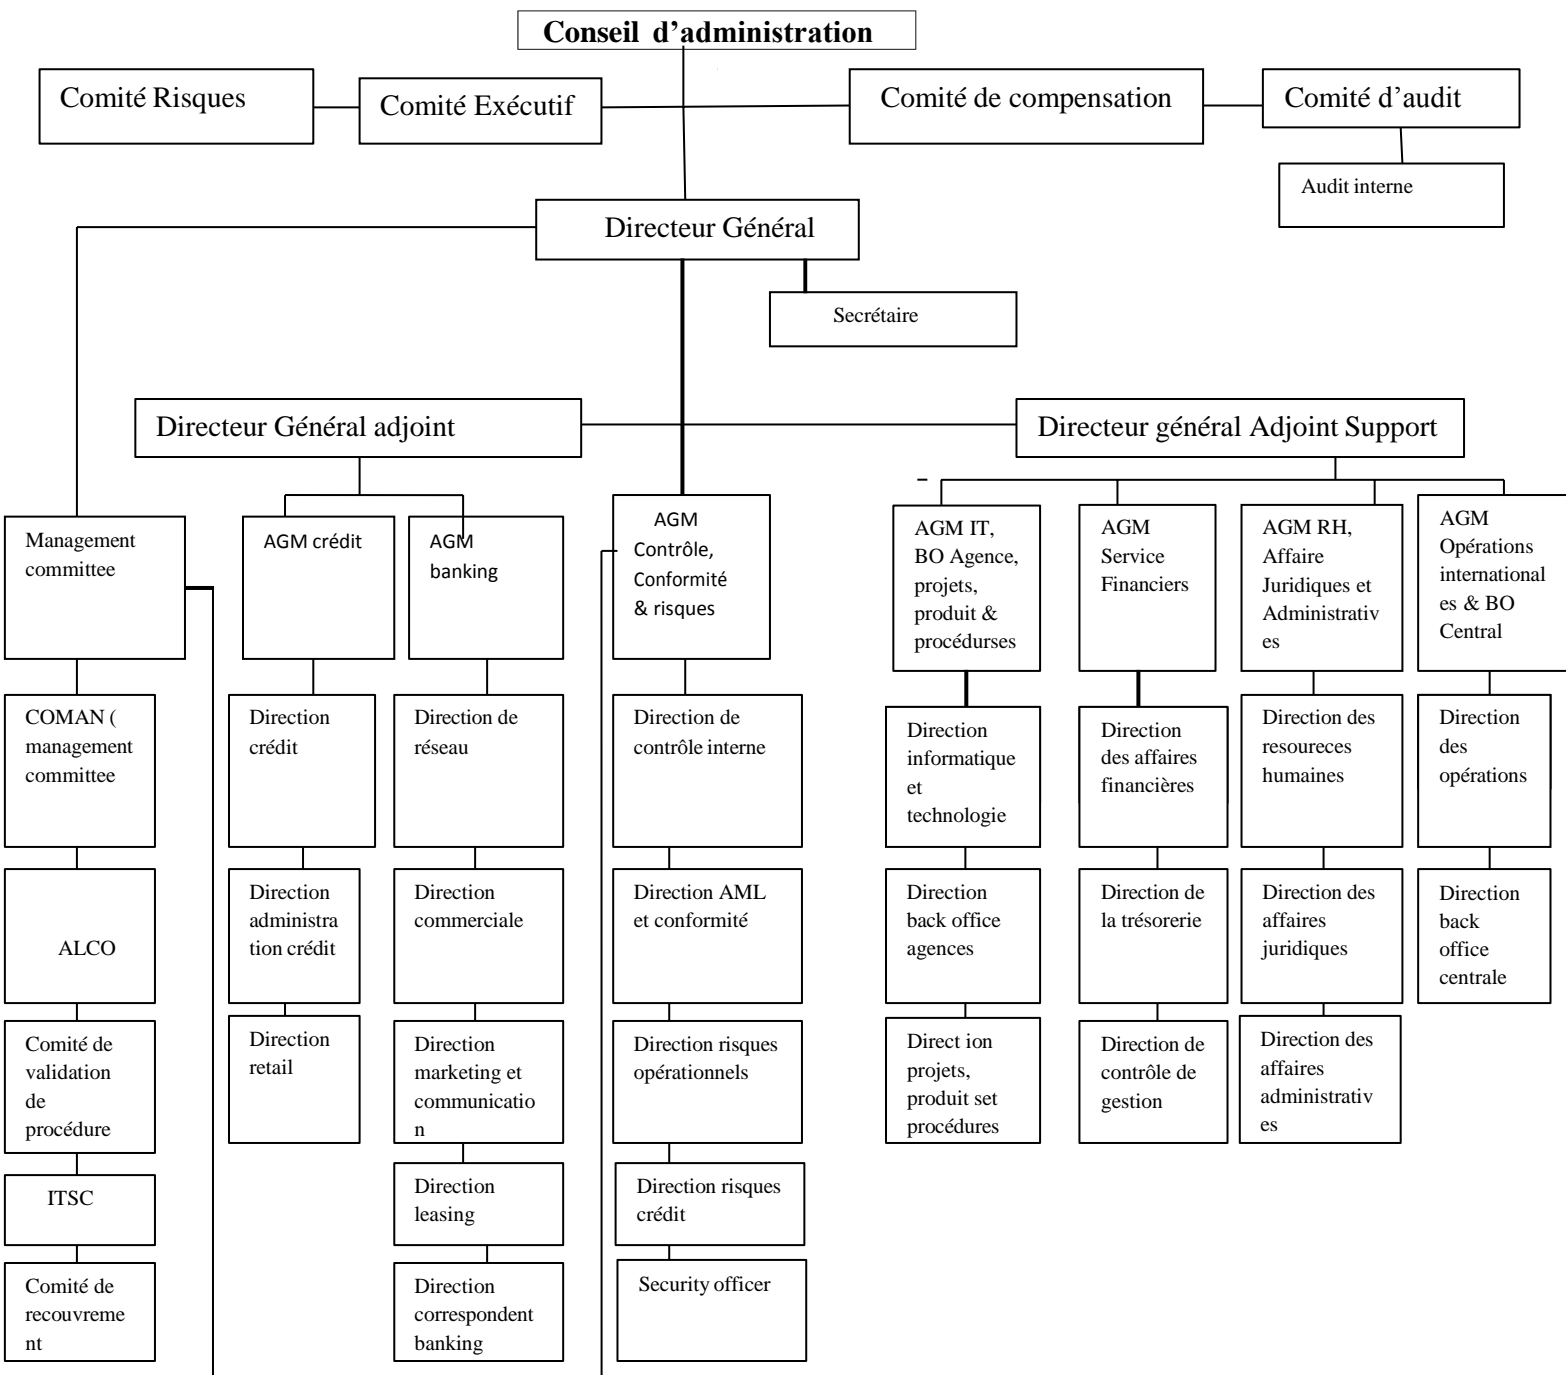 Conseil d’administration
Comité Risques
Comité Exécutif
Comité de compensation
Comité d’audit
Audit interne
Directeur Général
Secrétaire
Directeur Général adjoint
Directeur général Adjoint Support
Management
committee
AGM crédit
AGM
banking
AGM
Contrôle,
Conformité
& risques
AGM IT,
BO Agence,
projets,
produit &
procédurses
AGM
Service
Financiers
AGM RH,
Affaire
Juridiques et
Administrativ
es
AGM
Opérations
international
es & BO
Central
COMAN (
management
committee
Direction
crédit
Direction de
réseau
Direction de
contrôle interne
Direction
informatique
et
technologie
Direction
des affaires
financières
Direction des
resoureces
humaines
Direction
des
opérations
ALCO
Direction
administra
tion crédit
Direction
commerciale
Direction AML
et conformité
Direction
back office
agences
Direction de
la trésorerie
Direction des
affaires
juridiques
Direction
back
office
centrale
Comité de
validation
de
procédure
Direction
retail
Direction
marketing et
communicatio
n
Direction risques
opérationnels
Direct ion
projets,
produit set
procédures
Direction de
contrôle de
gestion
Direction des
affaires
administrativ
es
ITSC
Direction
leasing
Direction risques
crédit
Comité de
recouvreme
nt
Direction
correspondent
banking
Security officer